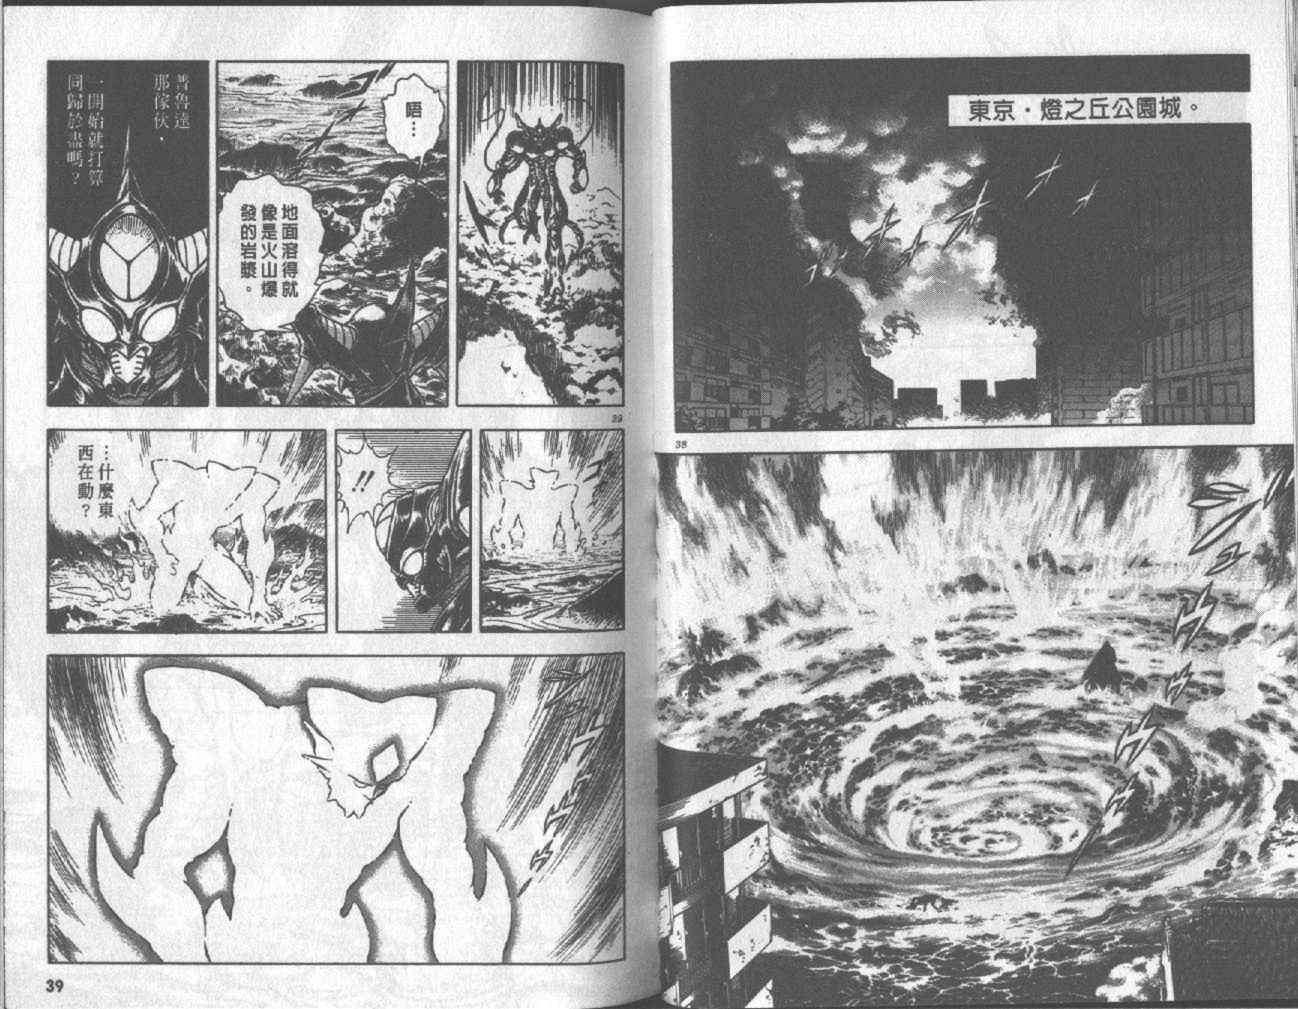 東京・燈之丘公園城。
38
唔…
地面溶得就
像是火山爆
發的岩漿。
普魯達
那傢伙，
一開始就打算
同歸於盡嗎？
39
!!
…什麼東
西在動？
39